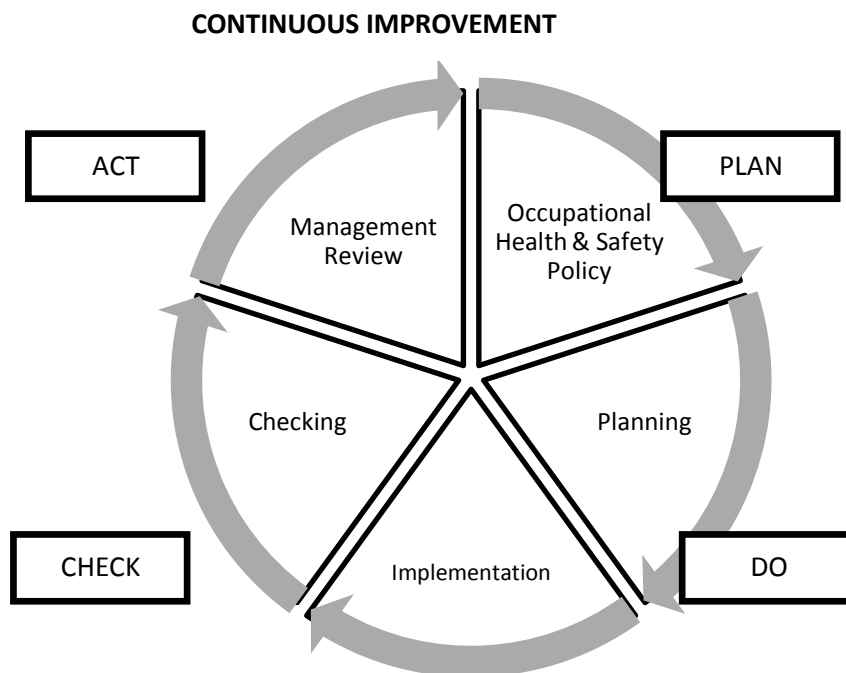 CONTINUOUS IMPROVEMENT
ACT
PLAN
Management
Review
Occupational
Health & Safety
Policy
Checking
Planning
CHECK
Implementation
DO